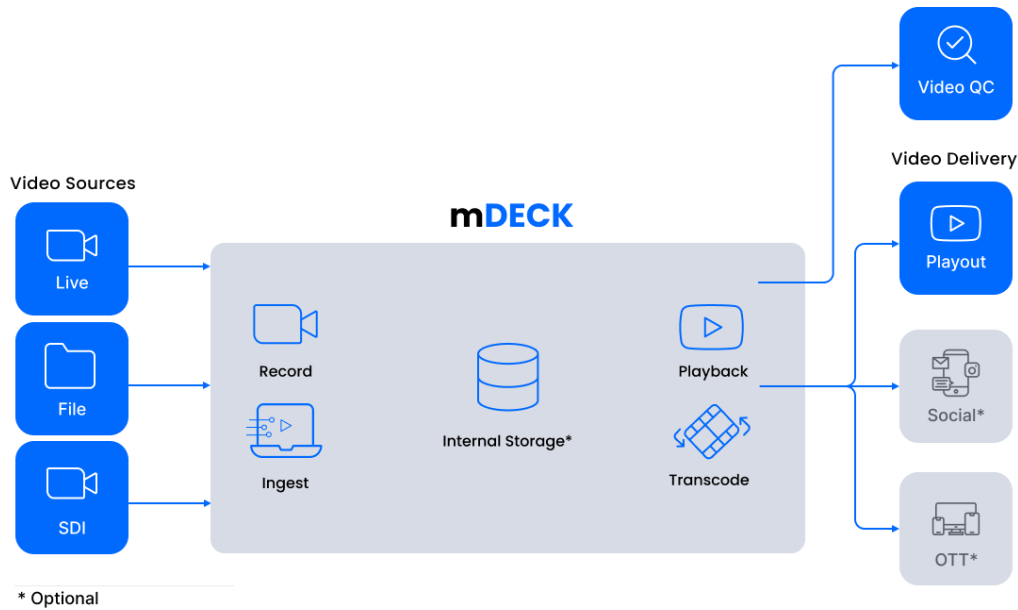 Video QC
Video Delivery
Video Sources
mDECK
Live
Playout
Record
Playback
File
Social*
Internal Storage*
Ingest
Transcode
SDI
OTT*
* Optional